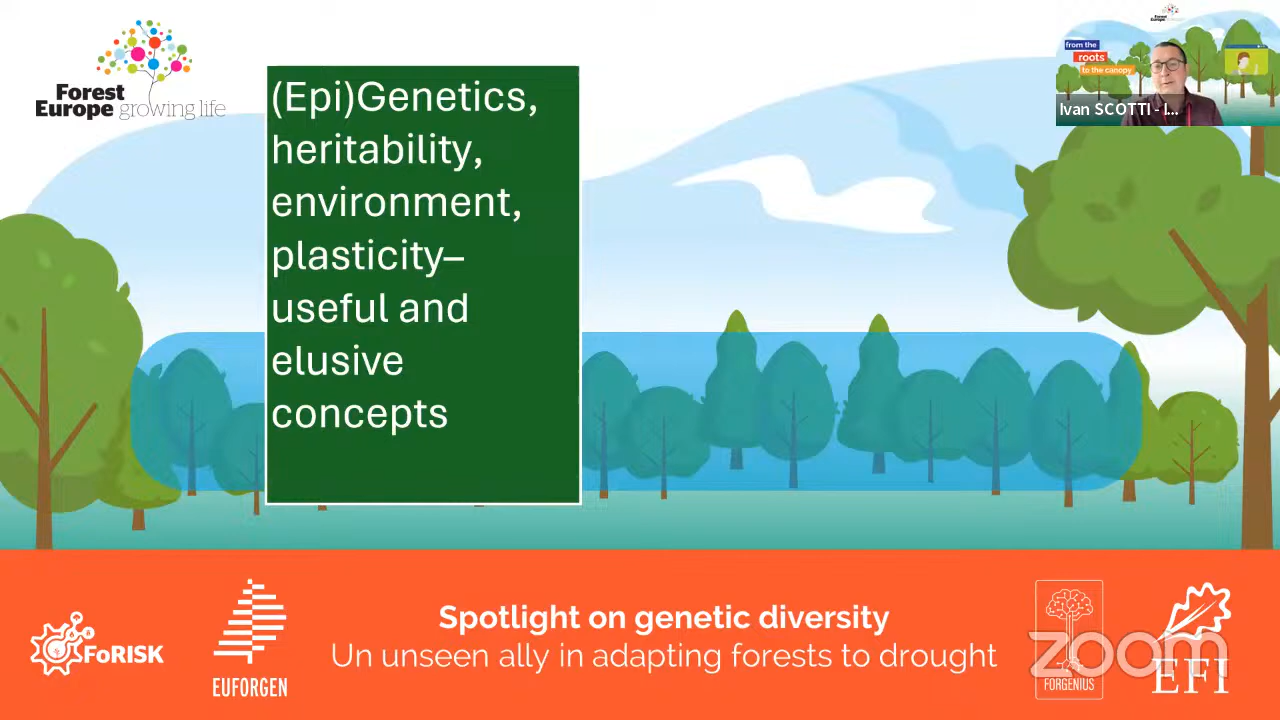 Forest
Europe growing life
(Epi)Genetics,
heritability,
environment,
plasticity–
useful and
elusive
concepts
from the
roots
to the canopy
Ivan SCOTTI - I...
Spotlight on genetic diversity
Un unseen ally in adapting forests to drought
FoRISK
EUFORGEN
FORGENIUS
EFI
zoom